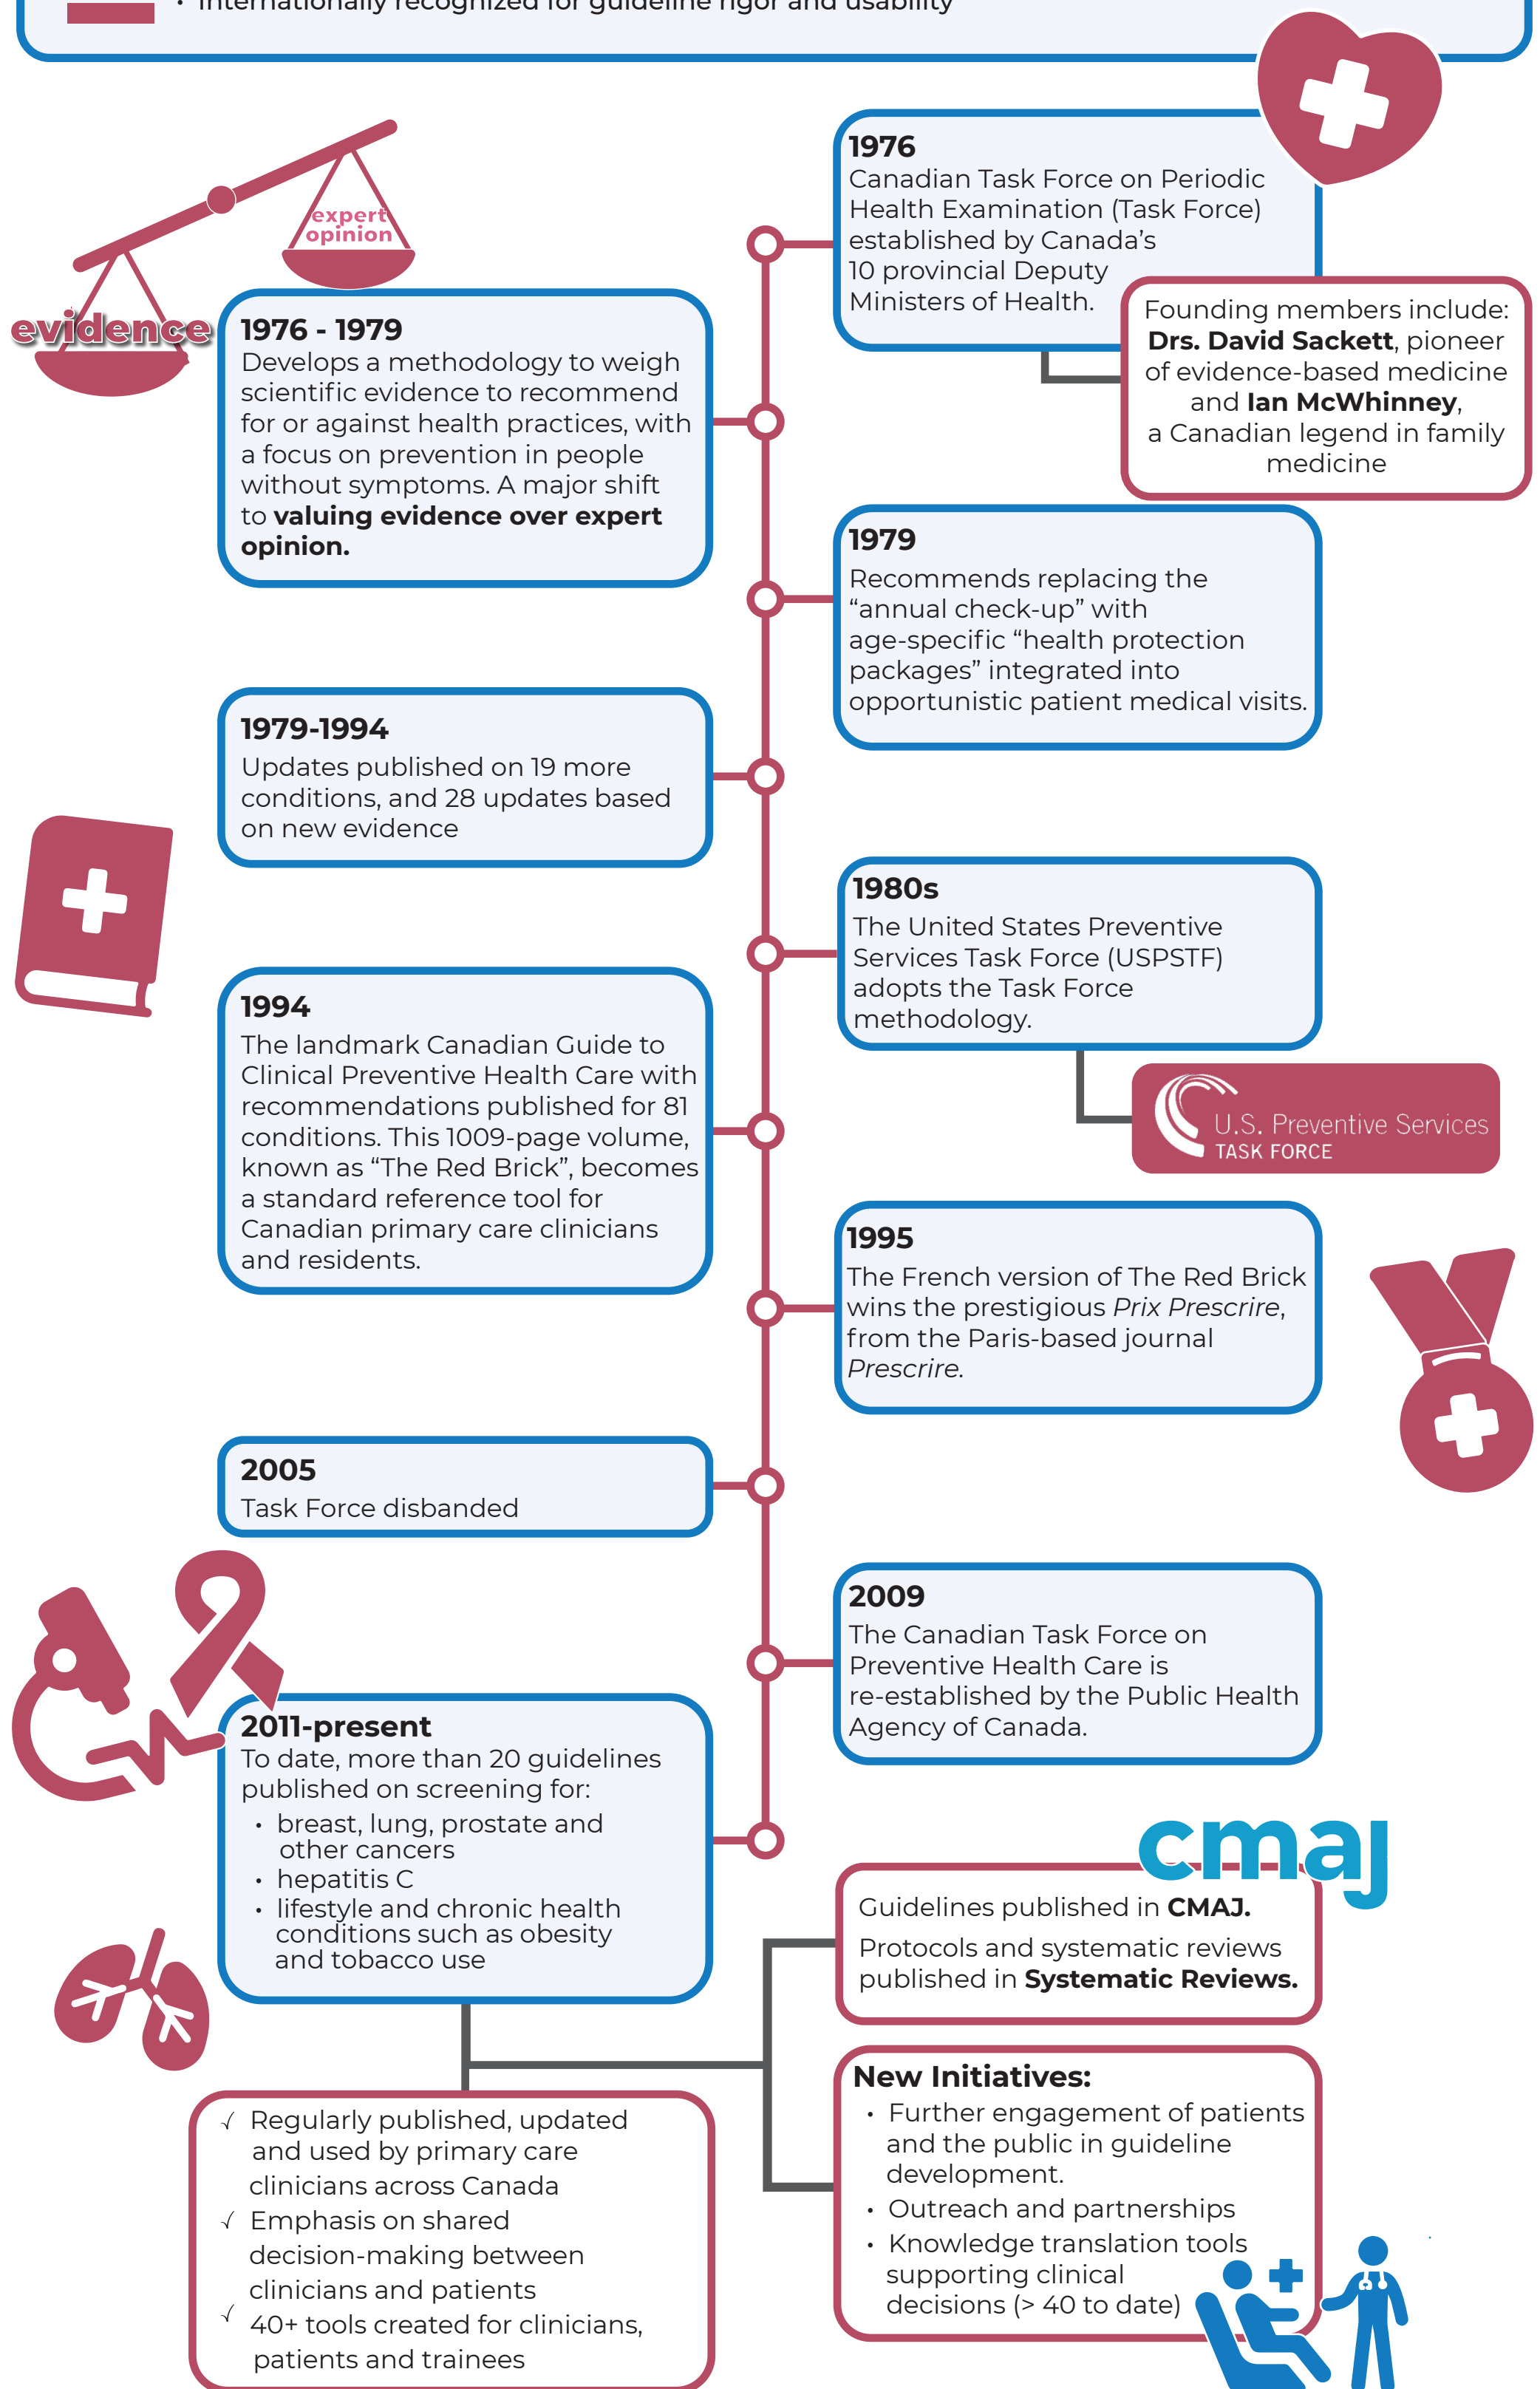 • Internationally recognized for guideline rigor and usability
expert
opinion
evidence
1976
Canadian Task Force on Periodic
Health Examination (Task Force)
established by Canada’s
10 provincial Deputy
Ministers of Health.
Founding members include:
Drs. David Sackett, pioneer
of evidence-based medicine
and Ian McWhinney,
a Canadian legend in family
medicine
1976 - 1979
Develops a methodology to weigh
scientific evidence to recommend
for or against health practices, with
a focus on prevention in people
without symptoms. A major shift
to valuing evidence over expert
opinion.
1979
Recommends replacing the
“annual check-up” with
age-specific “health protection
packages” integrated into
opportunistic patient medical visits.
1979-1994
Updates published on 19 more
conditions, and 28 updates based
on new evidence
1980s
The United States Preventive
Services Task Force (USPSTF)
adopts the Task Force
methodology.
U.S. Preventive Services
TASK FORCE
1994
The landmark Canadian Guide to
Clinical Preventive Health Care with
recommendations published for 81
conditions. This 1009-page volume,
known as “The Red Brick”, becomes
a standard reference tool for
Canadian primary care clinicians
and residents.
1995
The French version of The Red Brick
wins the prestigious Prix Prescrire,
from the Paris-based journal
Prescrire.
2005
Task Force disbanded
2009
The Canadian Task Force on
Preventive Health Care is
re-established by the Public Health
Agency of Canada.
2011-present
To date, more than 20 guidelines
published on screening for:
• breast, lung, prostate and
other cancers
• hepatitis C
• lifestyle and chronic health
conditions such as obesity
and tobacco use
cmaj
Guidelines published in CMAJ.
Protocols and systematic reviews
published in Systematic Reviews.
New Initiatives:
• Further engagement of patients
and the public in guideline
development.
• Outreach and partnerships
• Knowledge translation tools
supporting clinical
decisions (> 40 to date)
√ Regularly published, updated
and used by primary care
clinicians across Canada
√ Emphasis on shared
decision-making between
clinicians and patients
√ 40+ tools created for clinicians,
patients and trainees